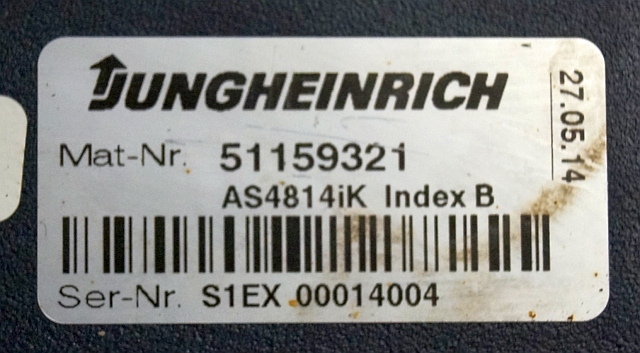 JUNGHEINRICH
27.05.14
Mat-Nr. 51159321
AS4814iK Index B
Ser-Nr. S1EX 00014004